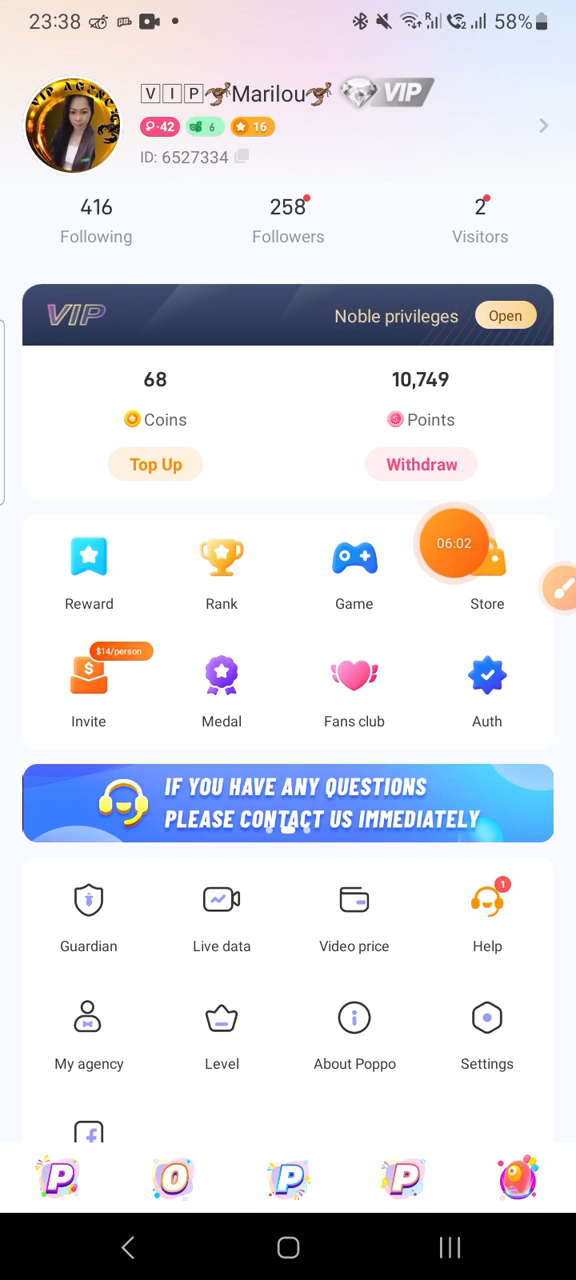 23:38 58%
VIP AGENCY
🅅🄸🄿Marilou VIP
42 6 16
ID: 6527334
416 258 2
Following Followers Visitors
VIP Noble privileges Open
68 10,749
Coins Points
Top Up Withdraw
06:02
Reward Rank Game Store
$14/person
Invite Medal Fans club Auth
IF YOU HAVE ANY QUESTIONS
PLEASE CONTACT US IMMEDIATELY
1
Guardian Live data Video price Help
My agency Level About Poppo Settings
P O P P